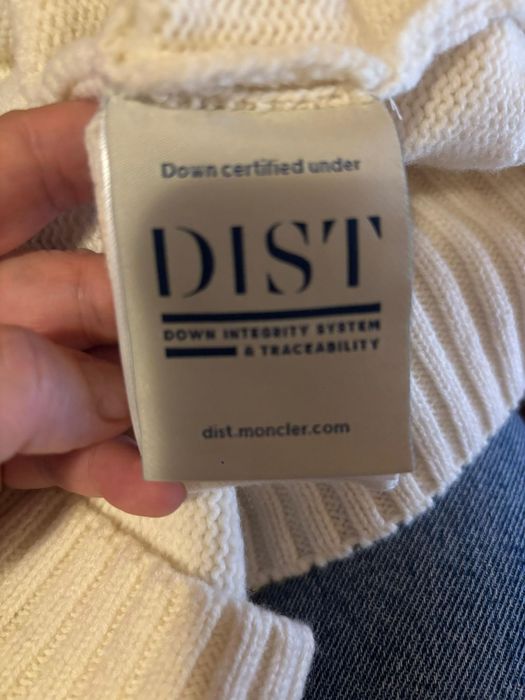 Down certified under
DIST
DOWN INTEGRITY SYSTEM
& TRACEABILITY
dist.moncler.com